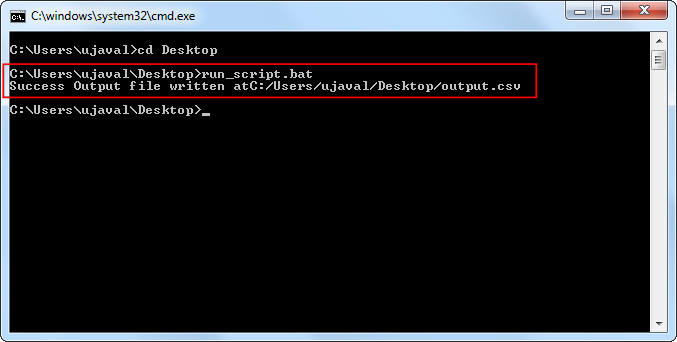 C:\windows\system32\cmd.exe
C:\Users\ujaval>cd Desktop
C:\Users\ujaval\Desktop>run_script.bat
Success Output file written atC:/Users/ujaval/Desktop/output.csv
C:\Users\ujaval\Desktop>_